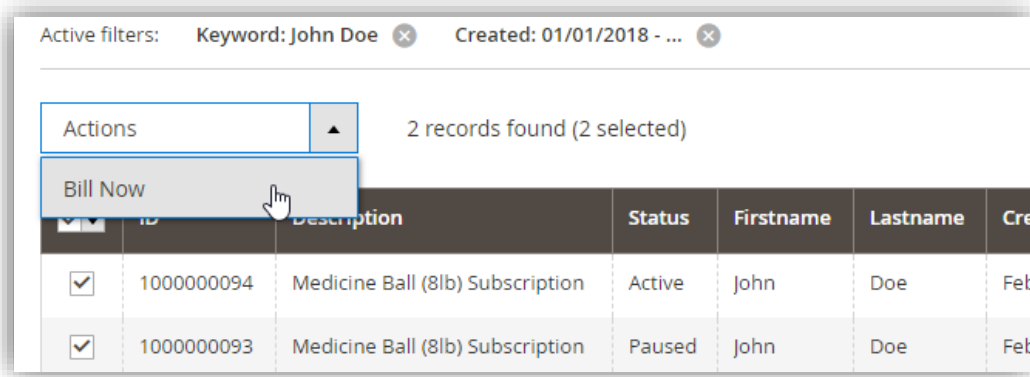 Active filters: Keyword: John Doe Created: 01/01/2018 - ...
Actions 2 records found (2 selected)
Bill Now
ID Description Status Firstname Lastname Cre
1000000094 Medicine Ball (8lb) Subscription Active John Doe Feb
1000000093 Medicine Ball (8lb) Subscription Paused John Doe Feb